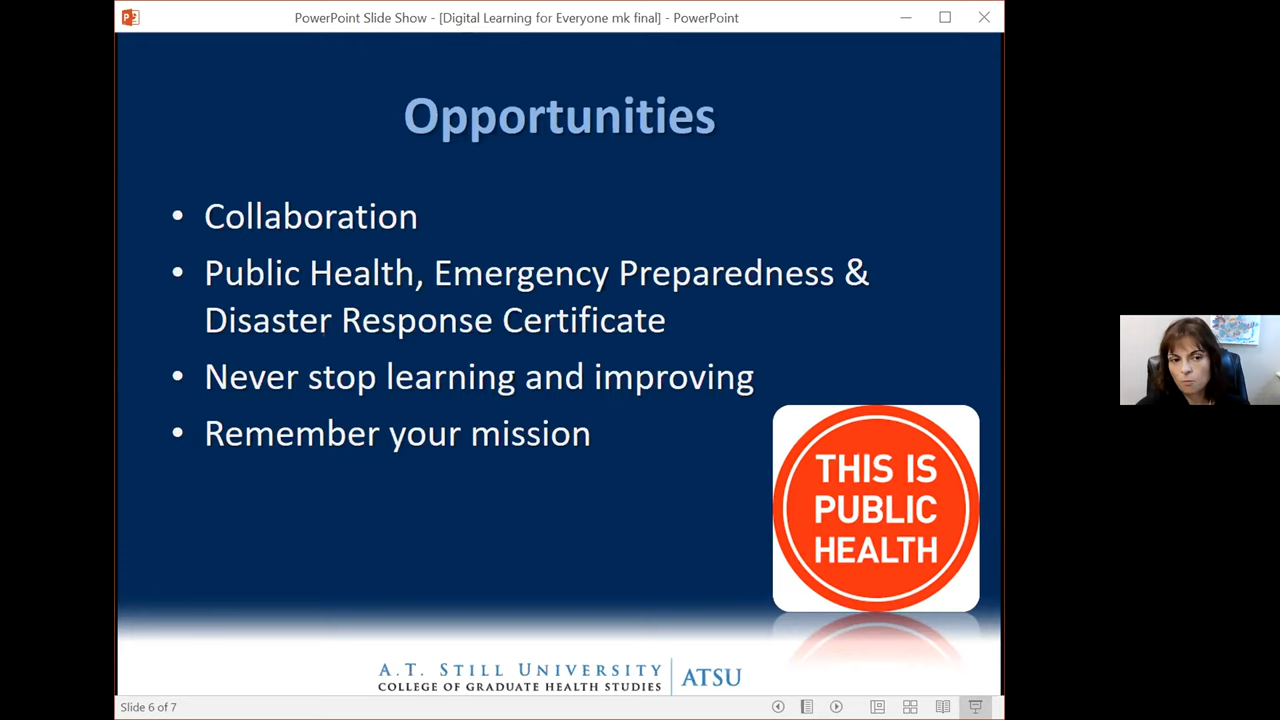 PowerPoint Slide Show - [Digital Learning for Everyone mk final] - PowerPoint
Opportunities
• Collaboration
• Public Health, Emergency Preparedness &
Disaster Response Certificate
• Never stop learning and improving
• Remember your mission
THIS IS
PUBLIC
HEALTH
A.T. STILL UNIVERSITY
COLLEGE OF GRADUATE HEALTH STUDIES
ATSU
Slide 6 of 7